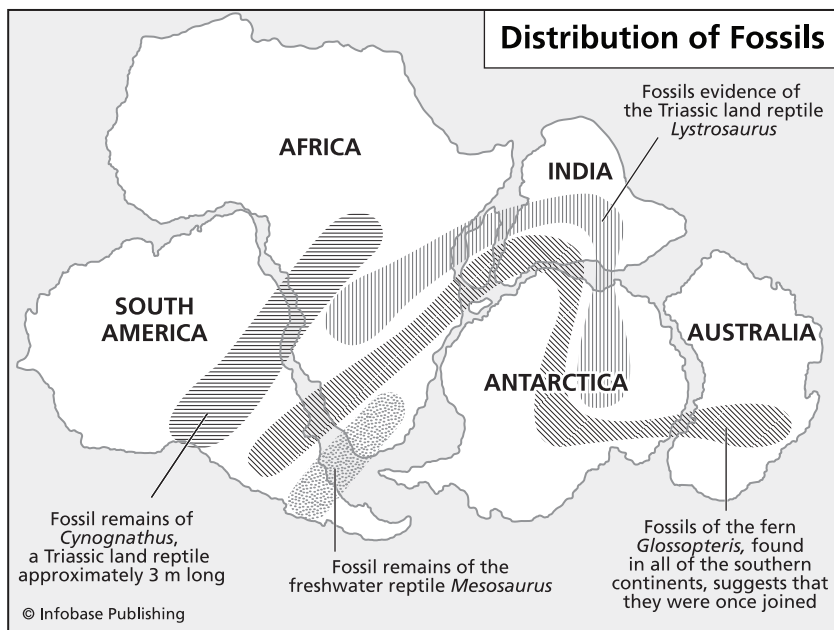 Distribution of Fossils
Fossils evidence of
the Triassic land reptile
Lystrosaurus
AFRICA
INDIA
SOUTH
AMERICA
AUSTRALIA
ANTARCTICA
Fossil remains of
Cynognathus,
a Triassic land reptile
approximately 3 m long
Fossil remains of the
freshwater reptile Mesosaurus
Fossils of the fern
Glossopteris, found
in all of the southern
continents, suggests that
they were once joined
© Infobase Publishing